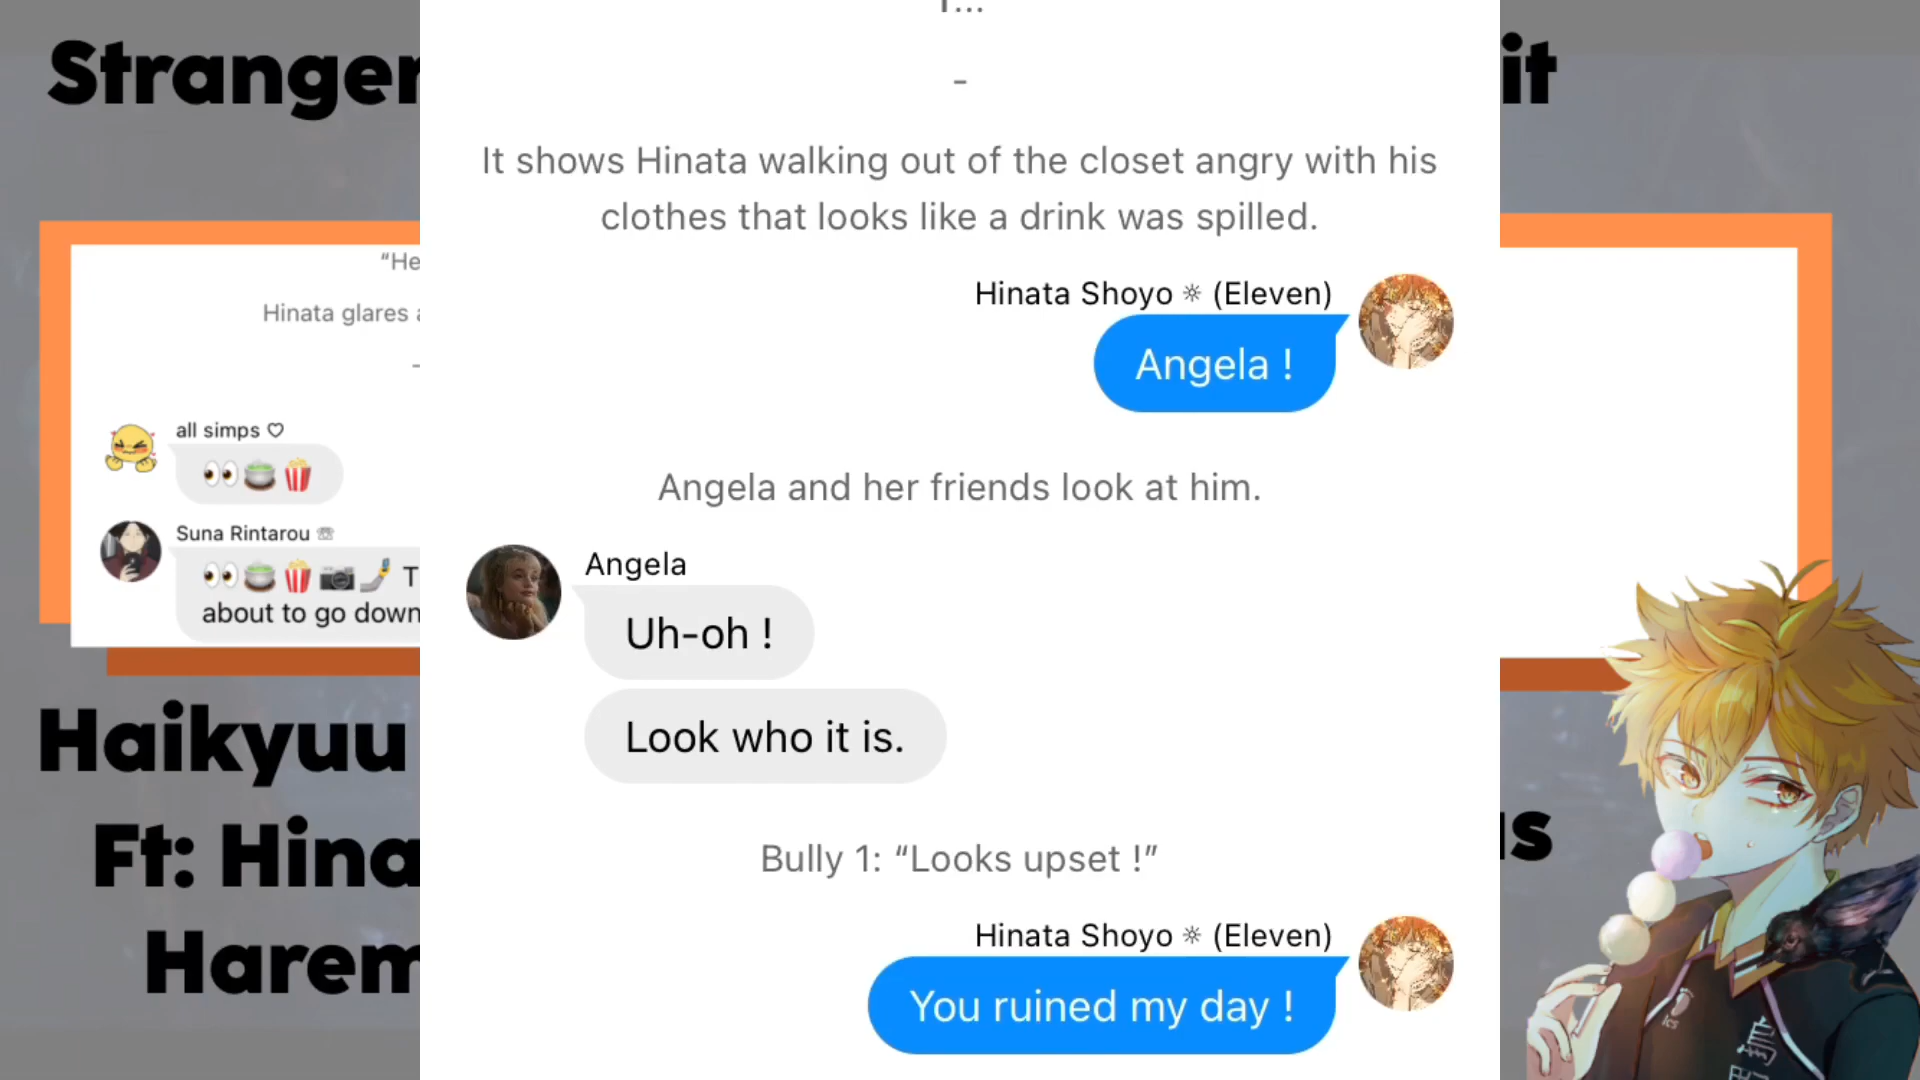 Stranger
it
-
It shows Hinata walking out of the closet angry with his
clothes that looks like a drink was spilled.
“He
Hinata glares a
Hinata Shoyo ☼ (Eleven)
Angela !
all simps ♡
👀🍵🍿
Angela and her friends look at him.
Suna Rintarou ☏
👀🍵🍿📷🤳 T
about to go down
Angela
Uh-oh !
Look who it is.
Haikyuu
Ft: Hina
Harem
us
Bully 1: “Looks upset !”
Hinata Shoyo ☼ (Eleven)
You ruined my day !